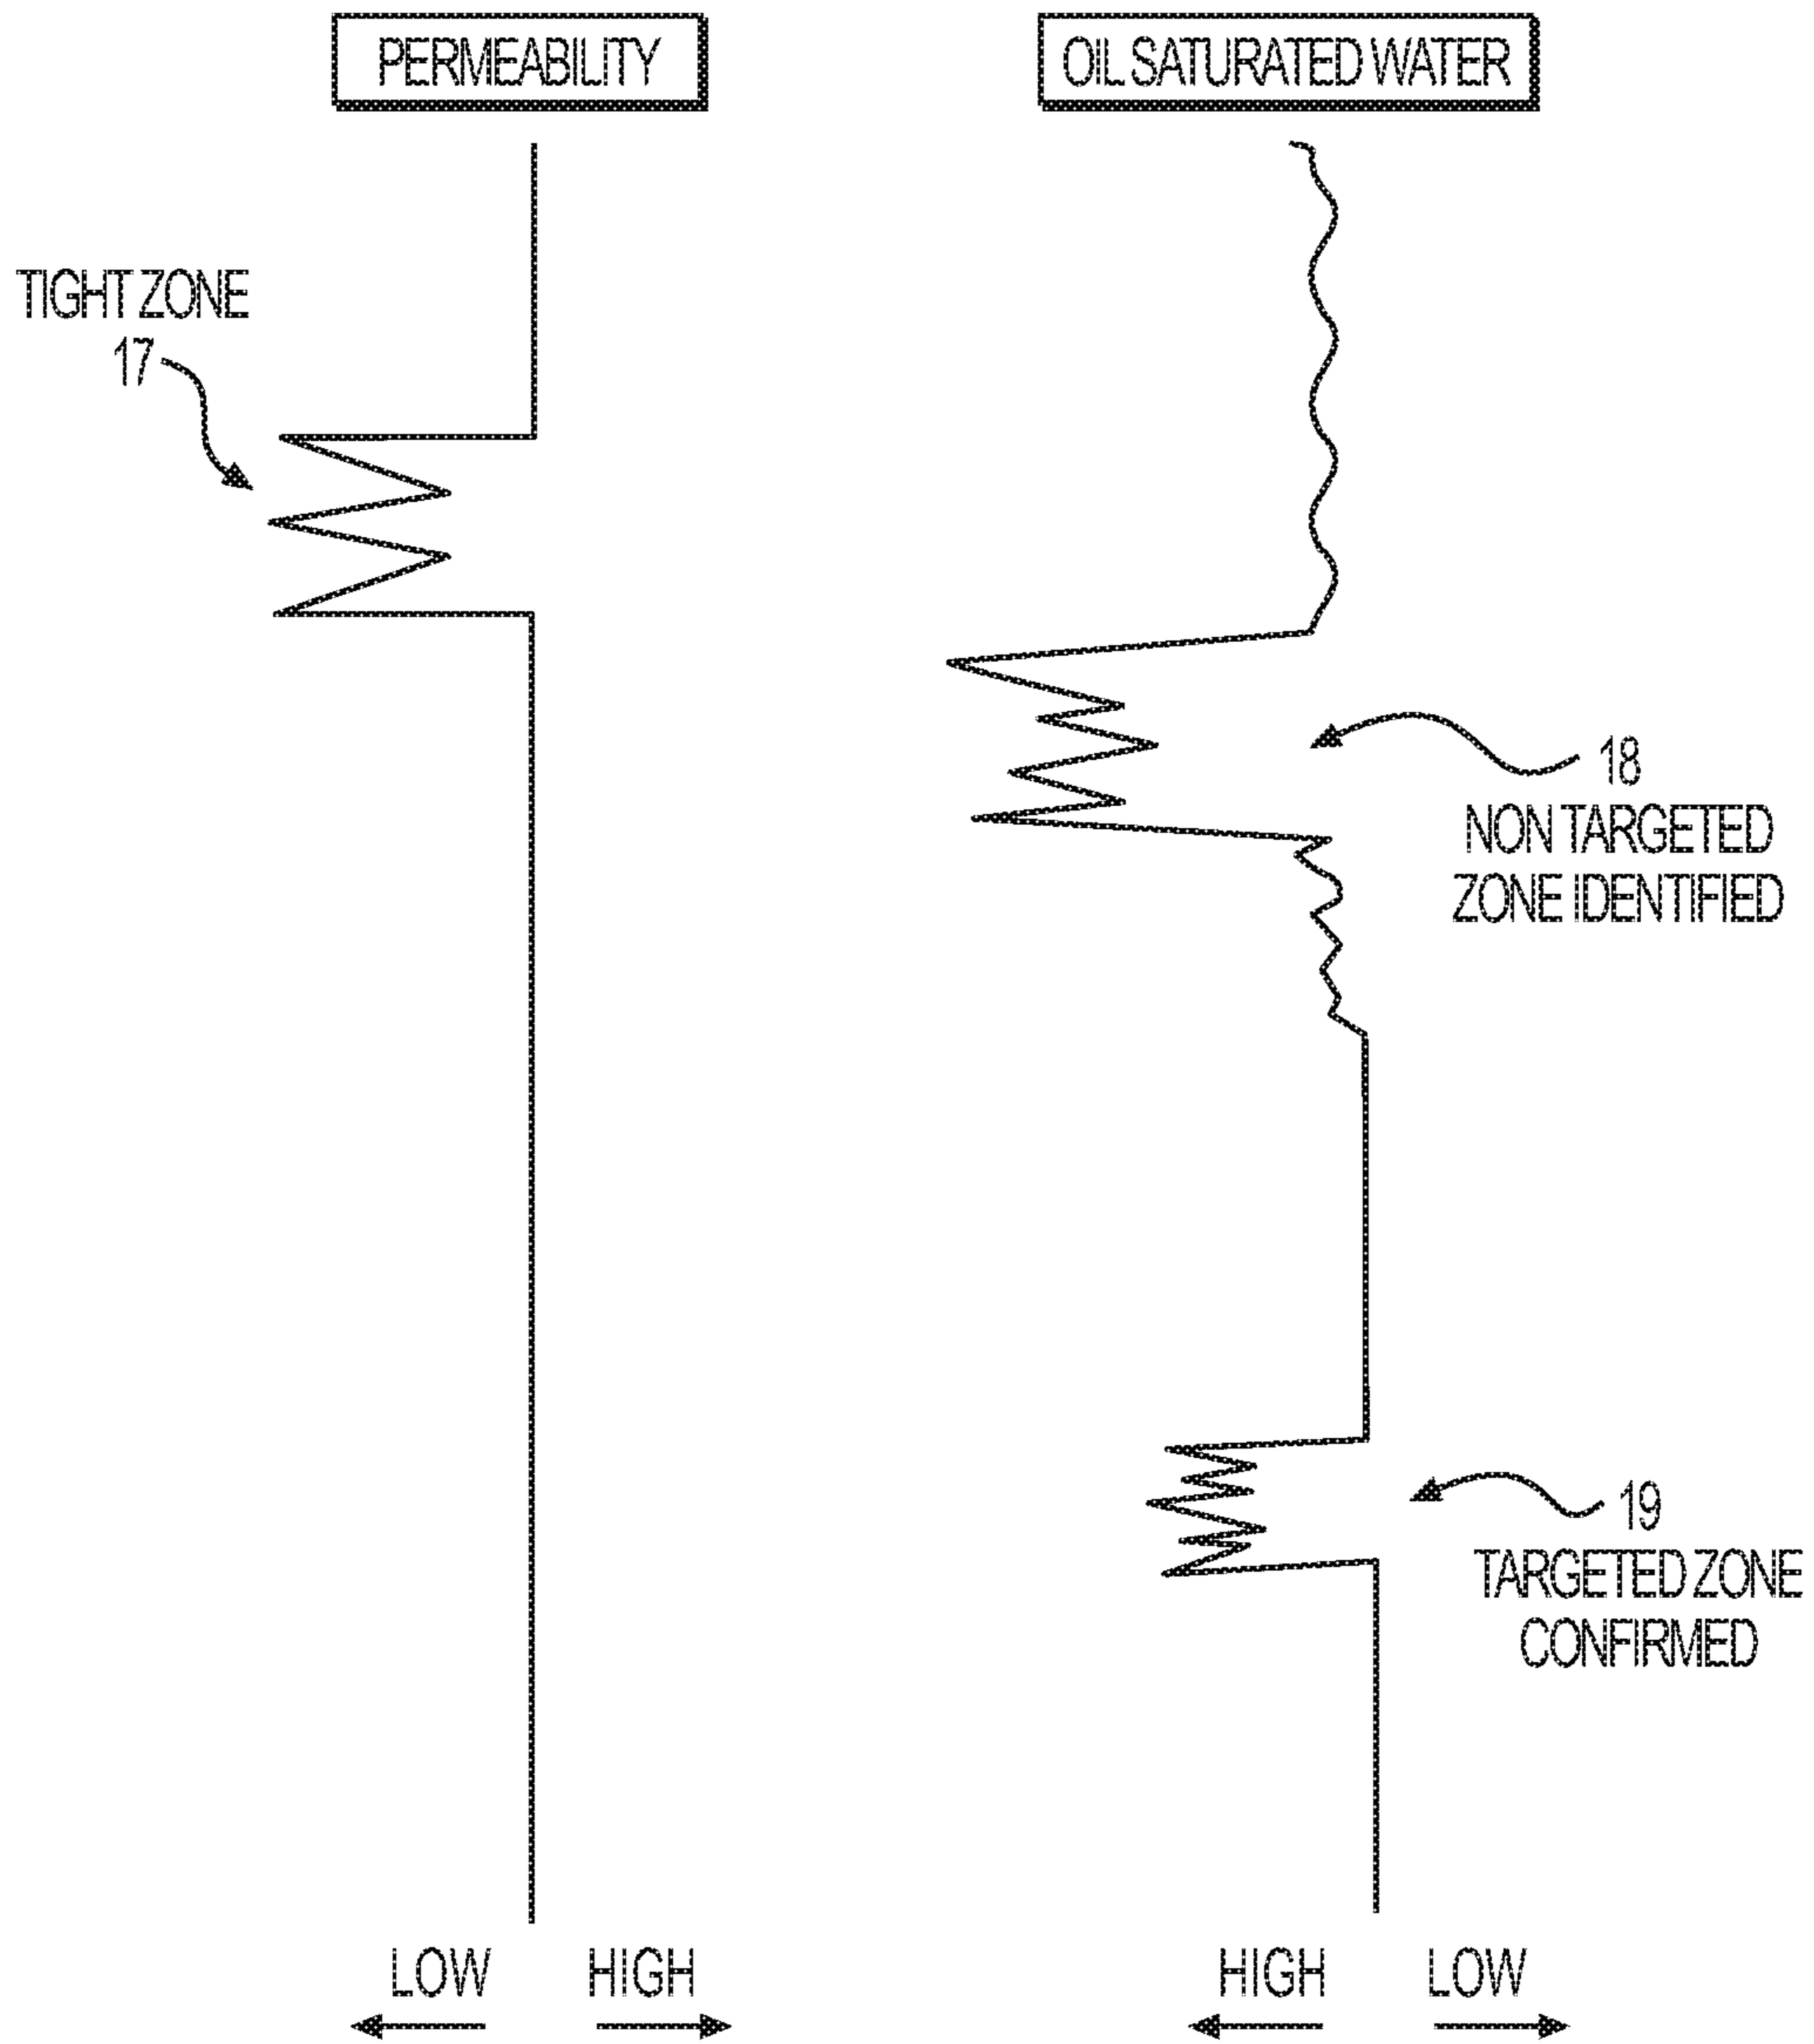 PERMEABILITY
OIL SATURATED WATER
TIGHT ZONE
17
18
NON TARGETED
ZONE IDENTIFIED
19
TARGETED ZONE
CONFIRMED
LOW HIGH
HIGH LOW